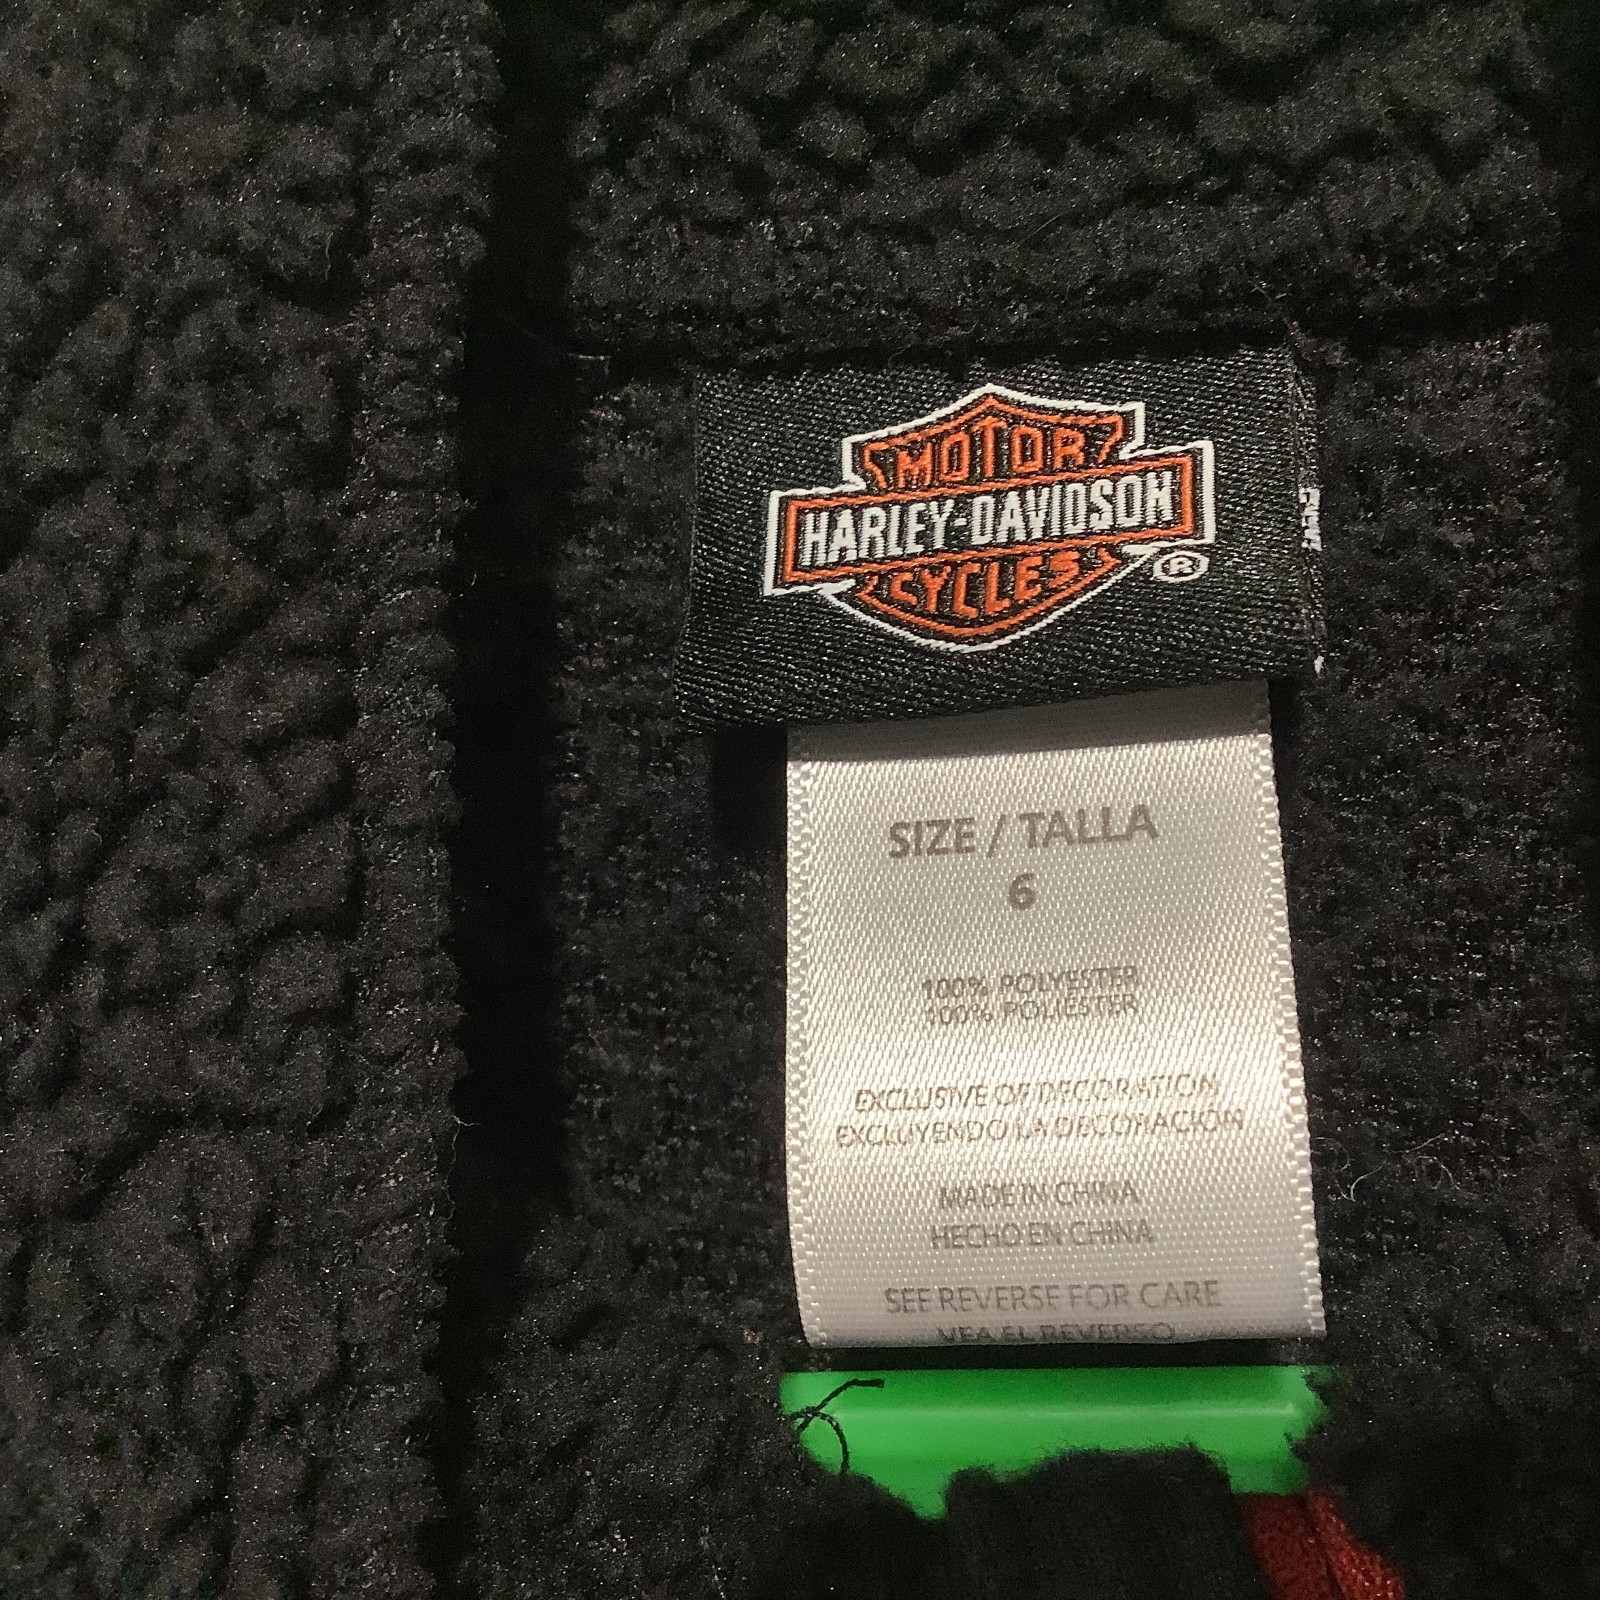 MOTOR
HARLEY-DAVIDSON
CYCLES
®
SIZE / TALLA
6
100% POLYESTER
100% POLIÉSTER
EXCLUSIVE OF DECORATION
EXCLUYENDO LA DECORACIÓN
MADE IN CHINA
HECHO EN CHINA
SEE REVERSE FOR CARE
VEA EL REVERSO